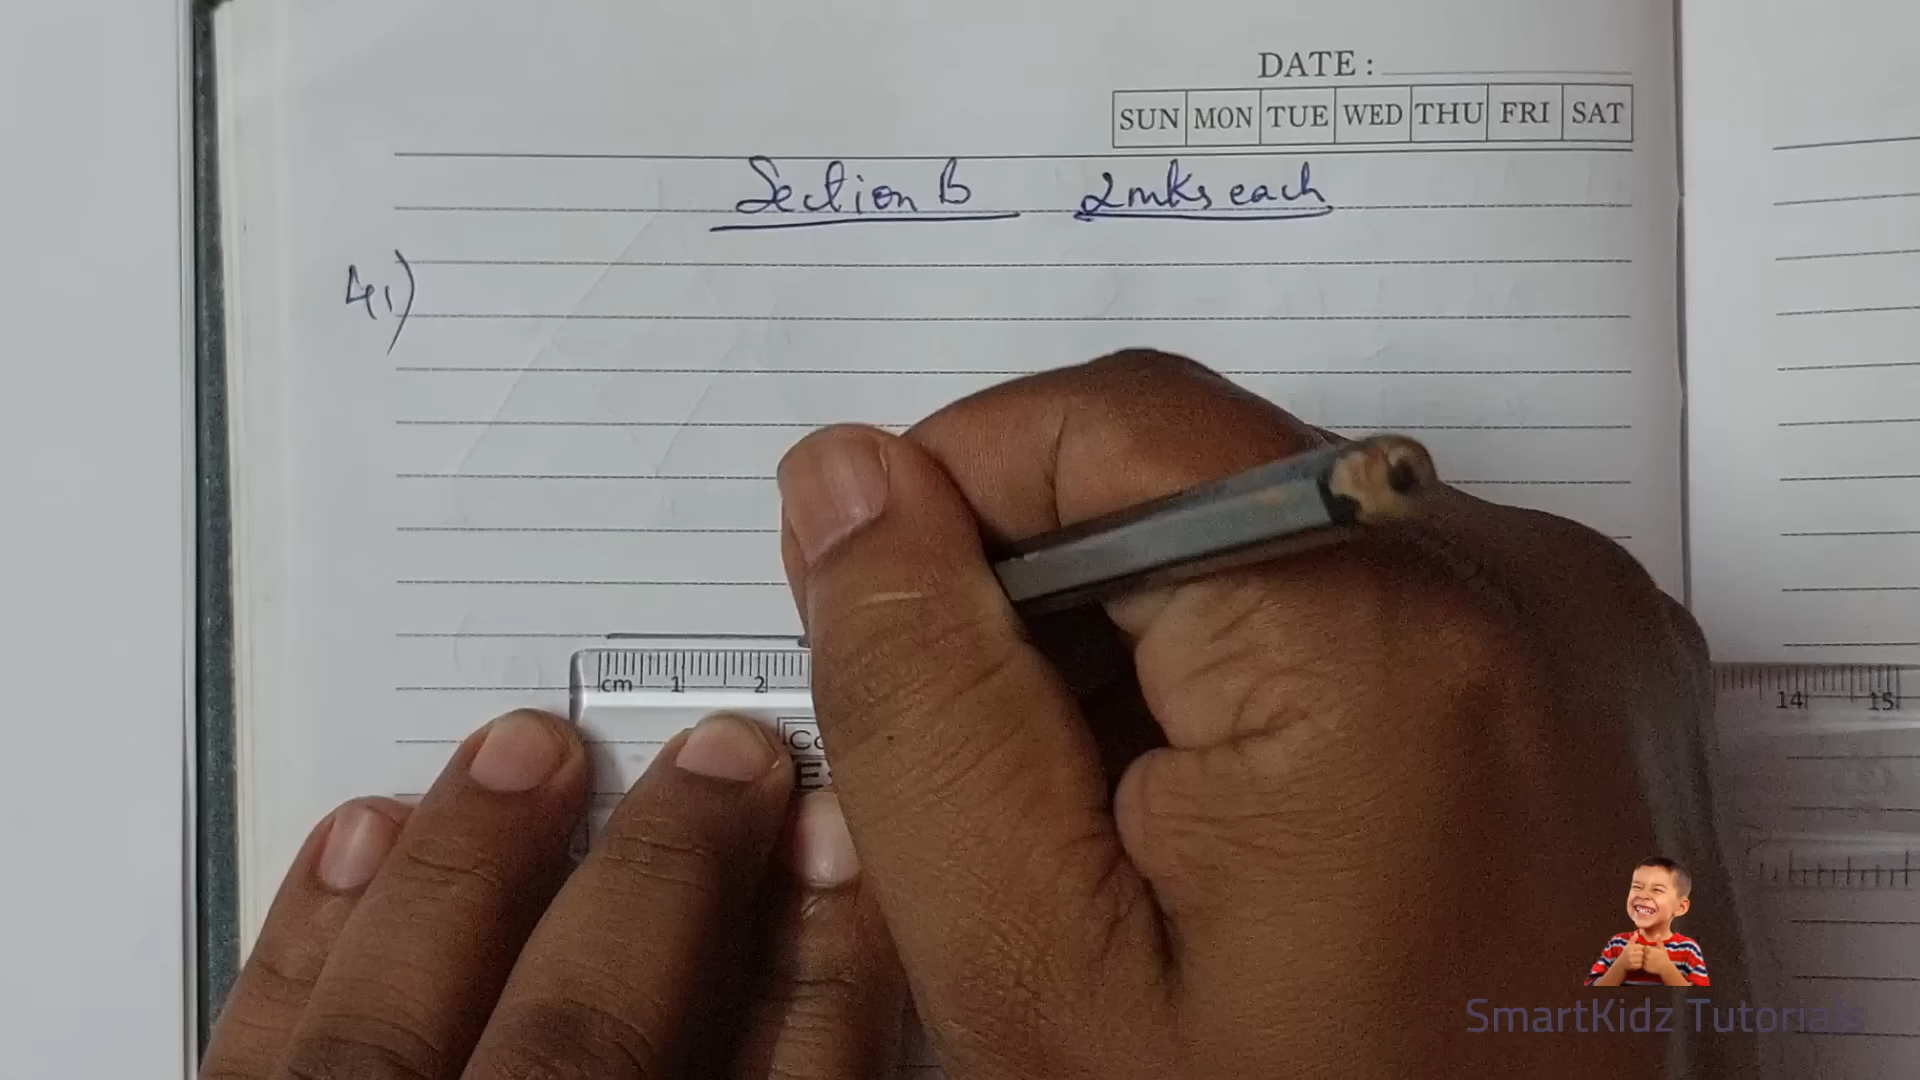 DATE :
SUN MON TUE WED THU FRI SAT
Section B 2mks each
41)
cm 1 2
14 15
SmartKidz Tutorials